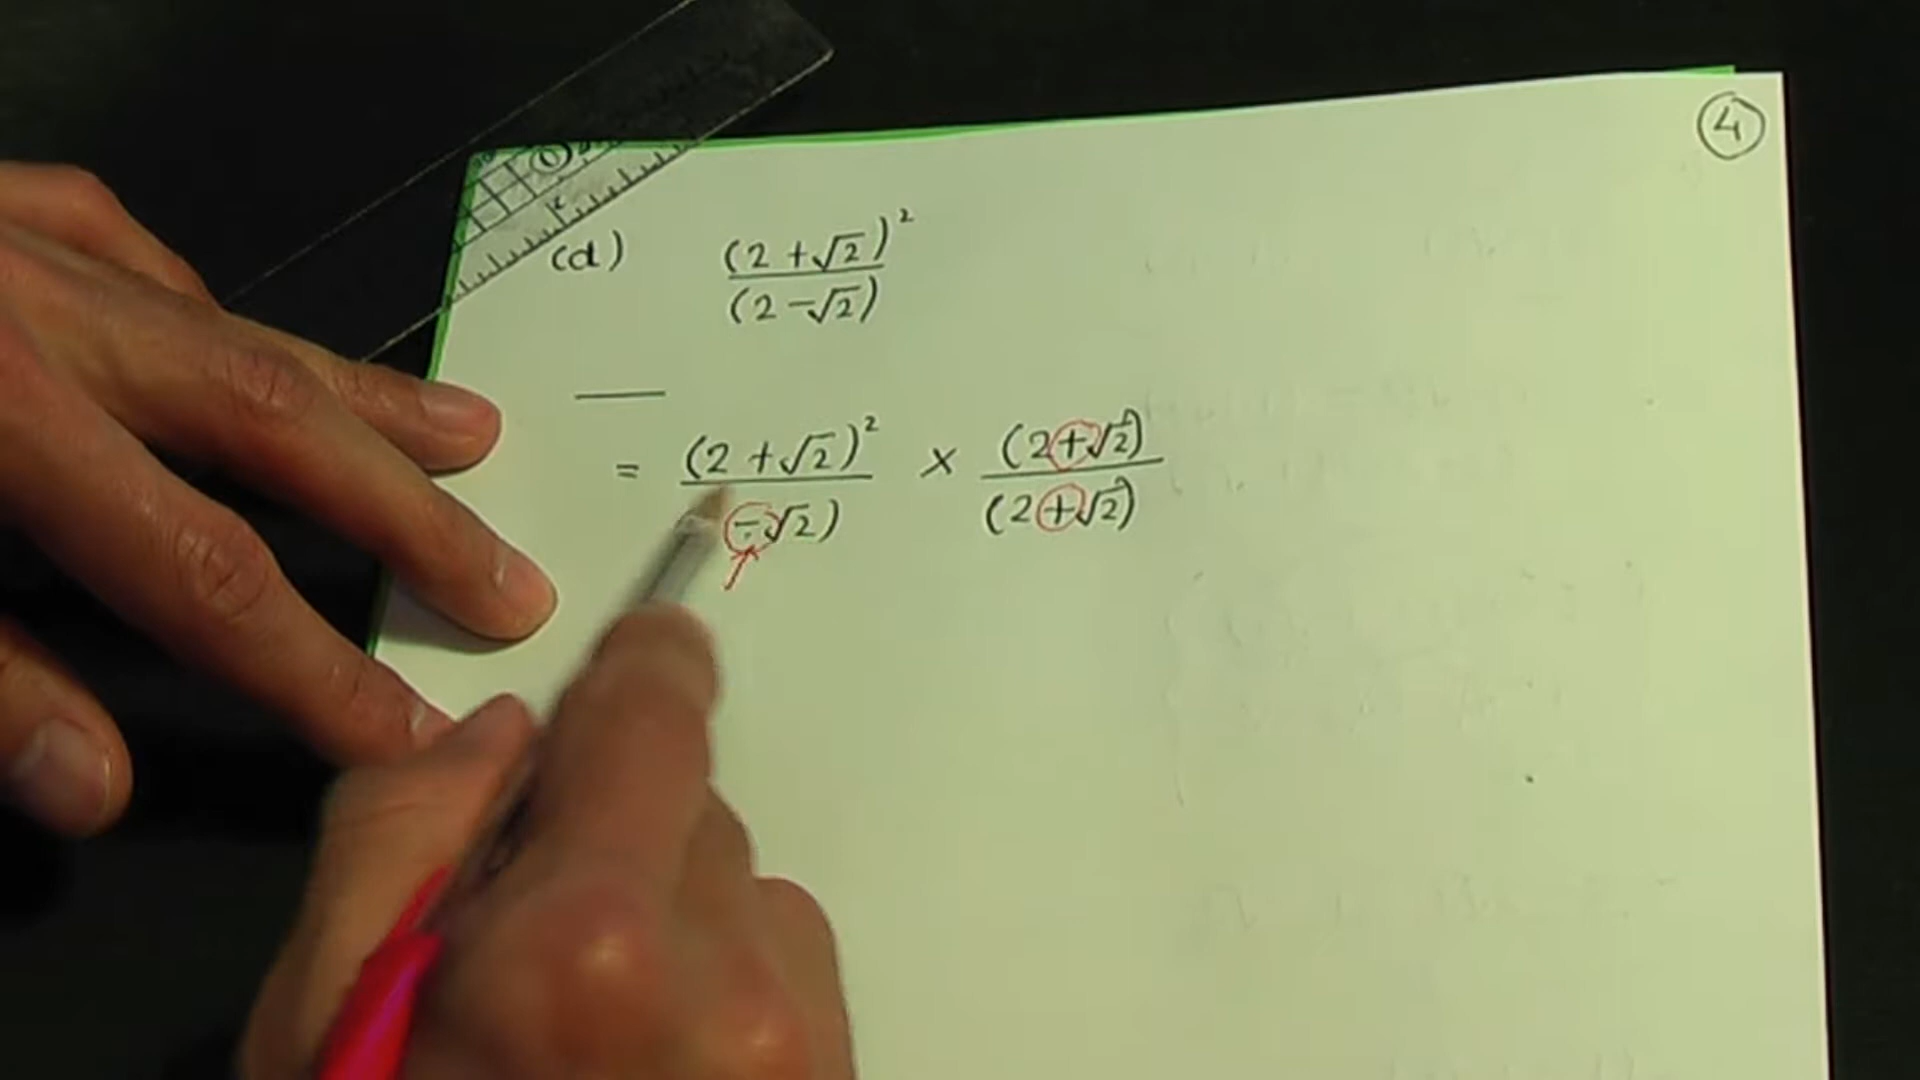 ④
(d) (2 + √2)²
(2 - √2)
= (2 + √2)² × (2 + √2)
- √2) (2 + √2)